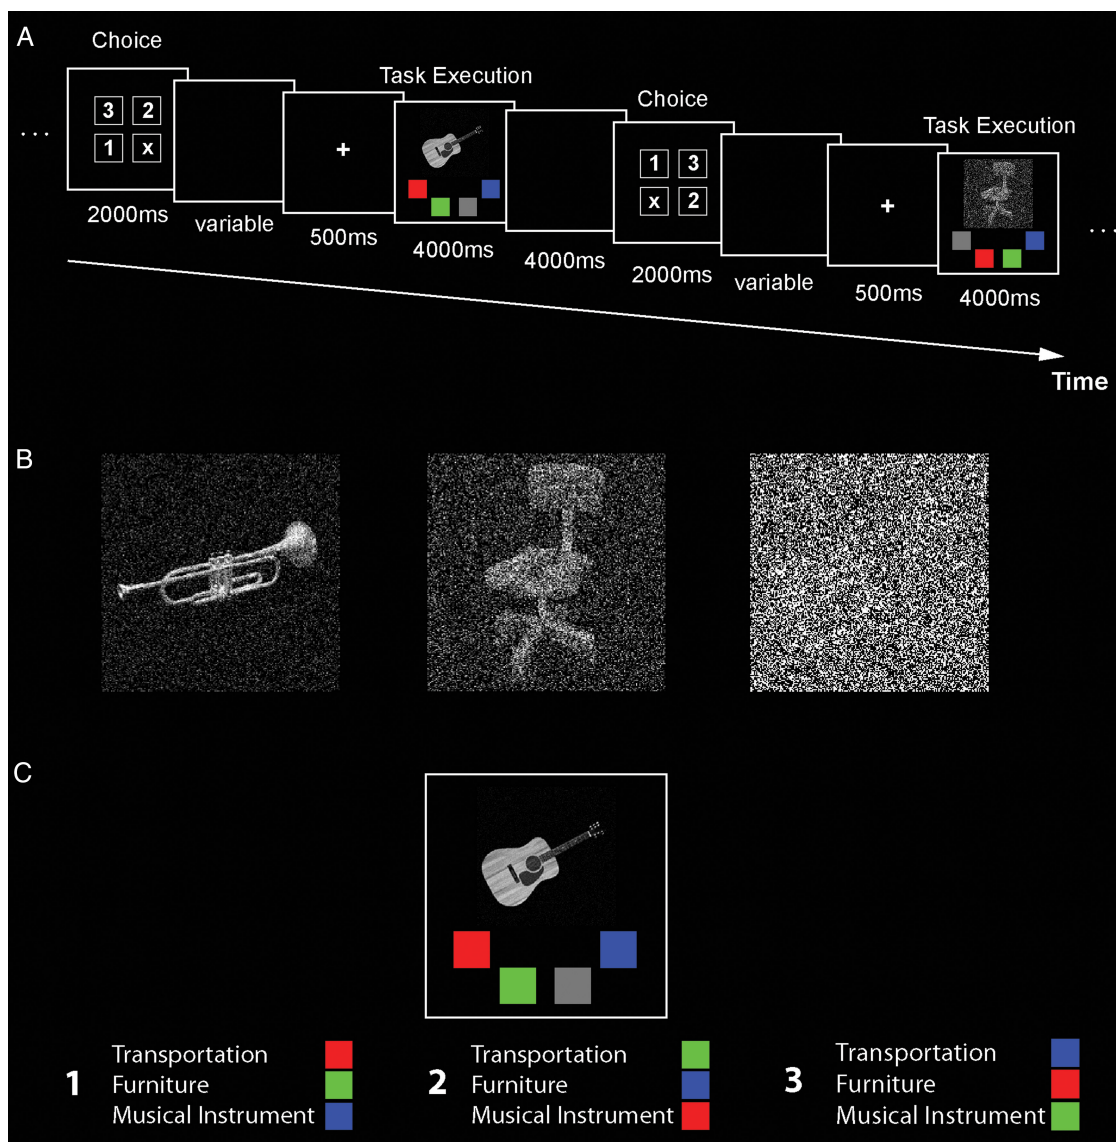 A
Choice
Task Execution
Choice
Task Execution
...
3 2
1 x
+
1 3
x 2
+
...
2000ms
variable
500ms
4000ms
4000ms
2000ms
variable
500ms
4000ms
Time
B
C
1
Transportation
Furniture
Musical Instrument
2
Transportation
Furniture
Musical Instrument
3
Transportation
Furniture
Musical Instrument